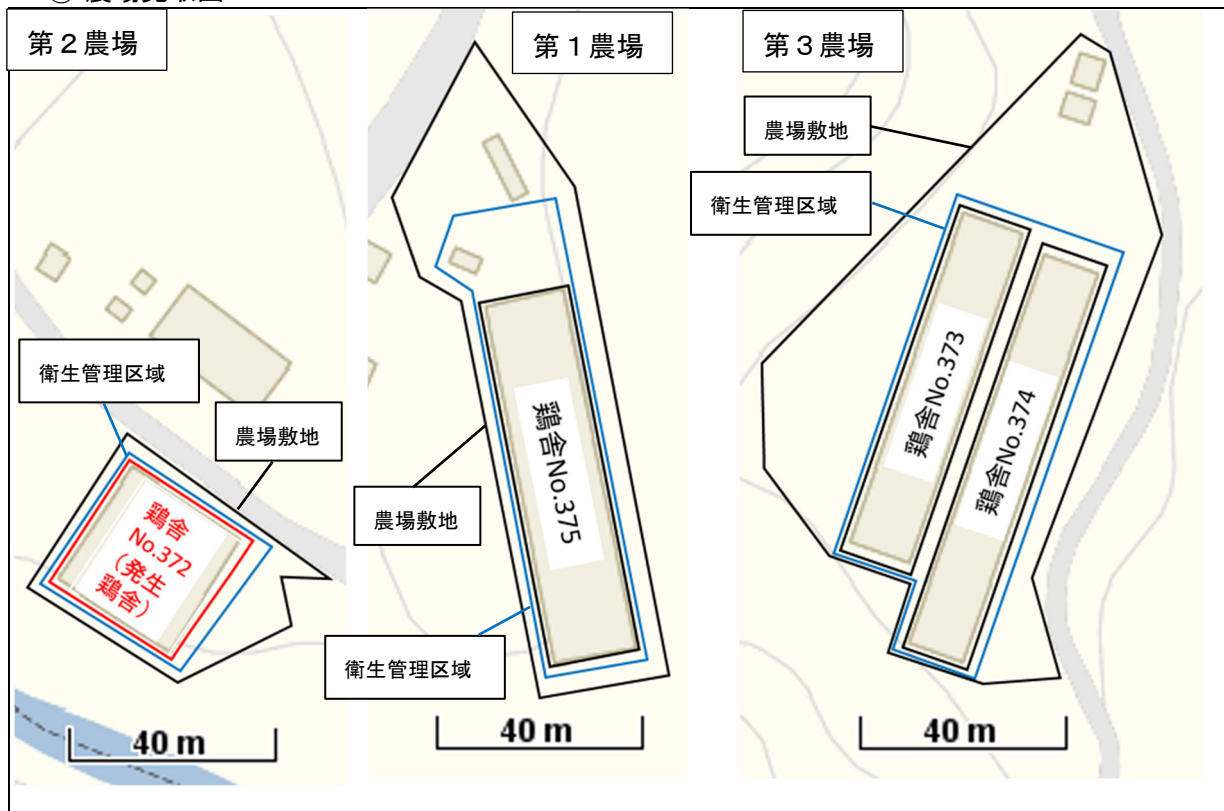 第２農場
衛生管理区域
農場敷地
鶏舎
No.372
（発生
鶏舎）
40 m
第１農場
鶏舎No.375
農場敷地
衛生管理区域
40 m
第３農場
農場敷地
衛生管理区域
鶏舎No.373
鶏舎No.374
40 m